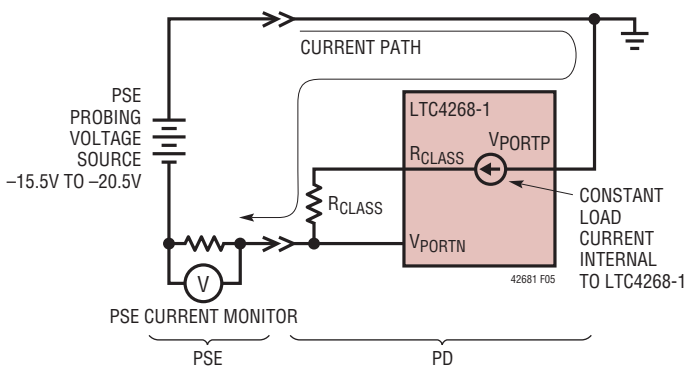 CURRENT PATH
PSE
PROBING
VOLTAGE
SOURCE
–15.5V TO –20.5V
LTC4268-1
VPORTP
RCLASS
RCLASS
CONSTANT
LOAD
CURRENT
INTERNAL
TO LTC4268-1
VPORTN
42681 F05
V
PSE CURRENT MONITOR
PSE
PD